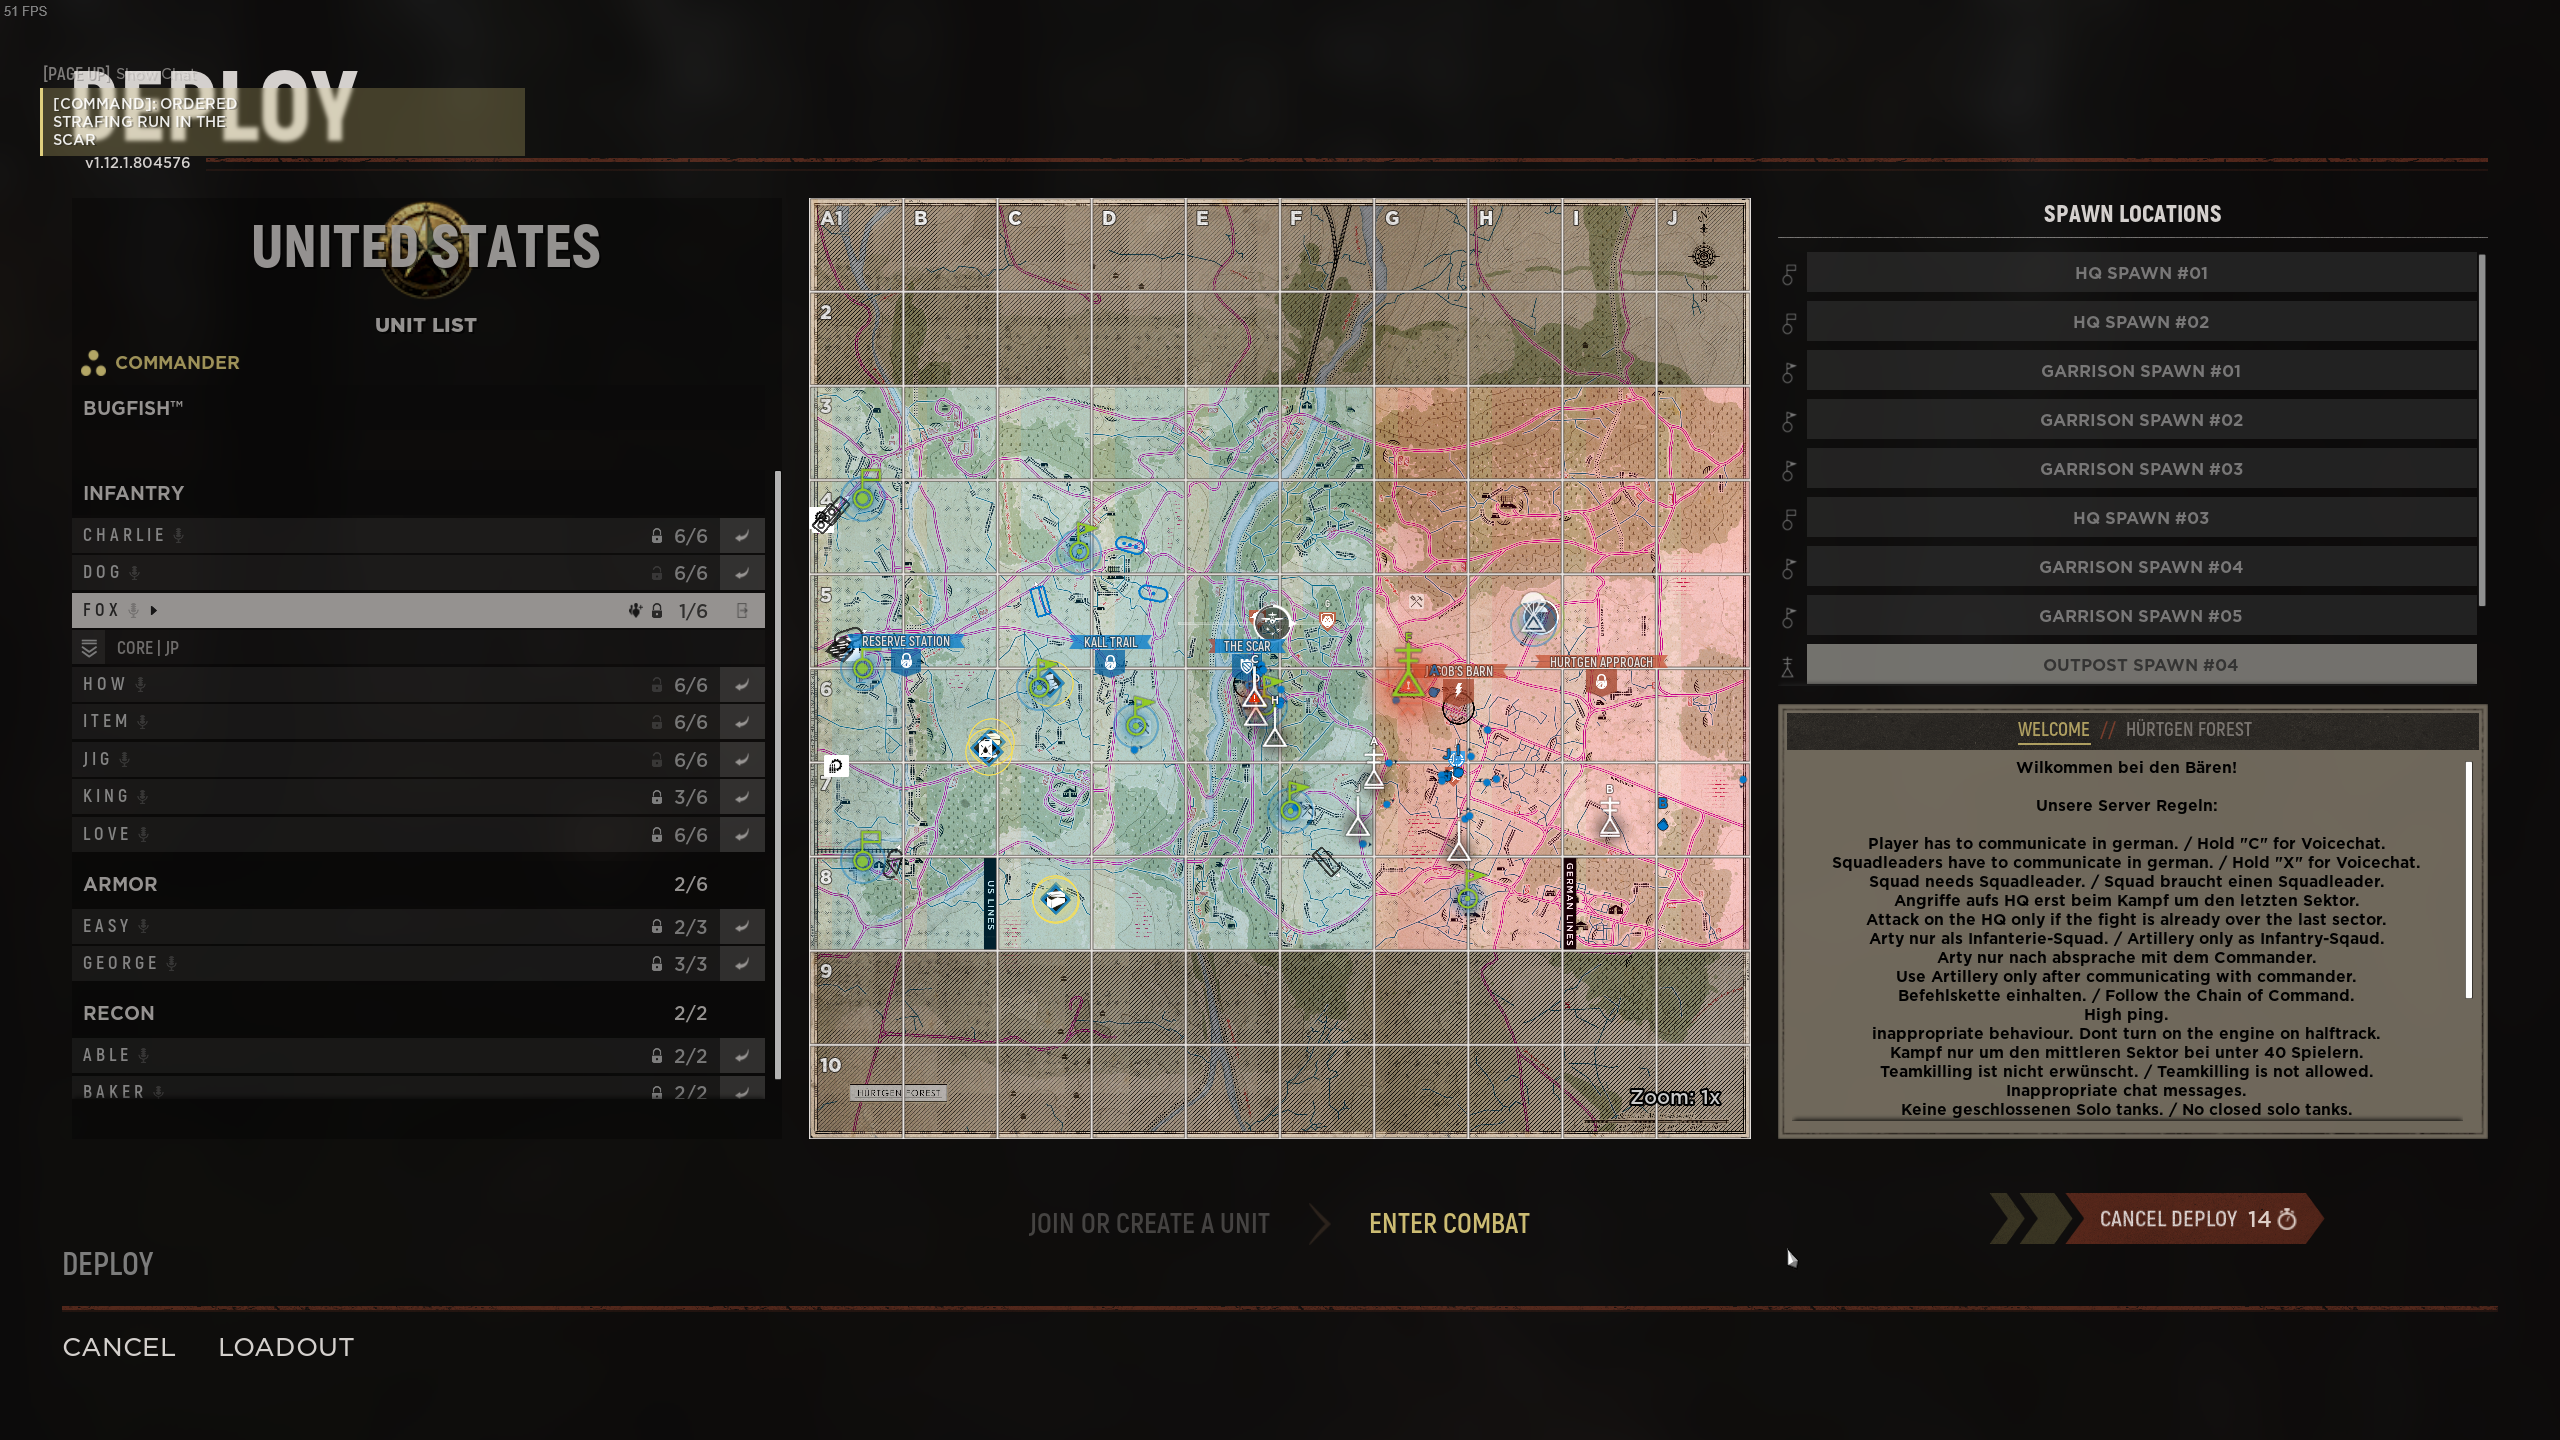 51 FPS
[PAGE UP] Show Chat
DEPLOY
[COMMAND]: ORDERED
STRAFING RUN IN THE
SCAR
v1.12.1.804576
UNITED STATES
UNIT LIST
COMMANDER
BUGFISH™
INFANTRY
CHARLIE 6/6
DOG 6/6
FOX 1/6
CORE | JP
HOW 6/6
ITEM 6/6
JIG 6/6
KING 3/6
LOVE 6/6
ARMOR 2/6
EASY 2/3
GEORGE 3/3
RECON 2/2
ABLE 2/2
BAKER 2/2
A1 B C D E F G H I J
2
3
4
5
RESERVE STATION
KALL TRAIL
THE SCAR
OB'S BARN
HÜRTGEN APPROACH
6
7
8
US LINES
GERMAN LINES
9
10
HÜRTGEN FOREST
Zoom: 1x
SPAWN LOCATIONS
HQ SPAWN #01
HQ SPAWN #02
GARRISON SPAWN #01
GARRISON SPAWN #02
GARRISON SPAWN #03
HQ SPAWN #03
GARRISON SPAWN #04
GARRISON SPAWN #05
OUTPOST SPAWN #04
WELCOME // HÜRTGEN FOREST
Wilkommen bei den Bären!
Unsere Server Regeln:
Player has to communicate in german. / Hold "C" for Voicechat.
Squadleaders have to communicate in german. / Hold "X" for Voicechat.
Squad needs Squadleader. / Squad braucht einen Squadleader.
Angriffe aufs HQ erst beim Kampf um den letzten Sektor.
Attack on the HQ only if the fight is already over the last sector.
Arty nur als Infanterie-Squad. / Artillery only as Infantry-Sqaud.
Arty nur nach absprache mit dem Commander.
Use Artillery only after communicating with commander.
Befehlskette einhalten. / Follow the Chain of Command.
High ping.
inappropriate behaviour. Dont turn on the engine on halftrack.
Kampf nur um den mittleren Sektor bei unter 40 Spielern.
Teamkilling ist nicht erwünscht. / Teamkilling is not allowed.
Inappropriate chat messages.
Keine geschlossenen Solo tanks. / No closed solo tanks.
JOIN OR CREATE A UNIT
ENTER COMBAT
CANCEL DEPLOY 14
DEPLOY
CANCEL LOADOUT